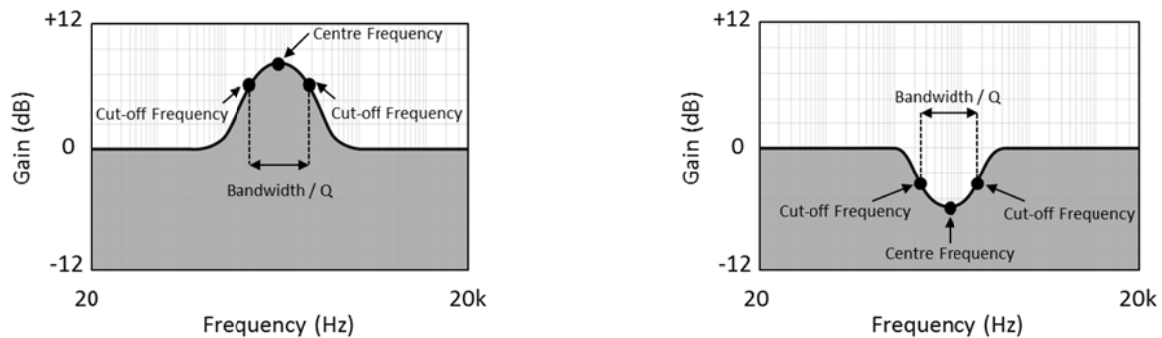 +12
Centre Frequency
Cut-off Frequency
Cut-off Frequency
Gain (dB)
0
Bandwidth / Q
-12
20
20k
Frequency (Hz)
+12
Bandwidth / Q
Gain (dB)
0
Cut-off Frequency
Cut-off Frequency
Centre Frequency
-12
20
20k
Frequency (Hz)